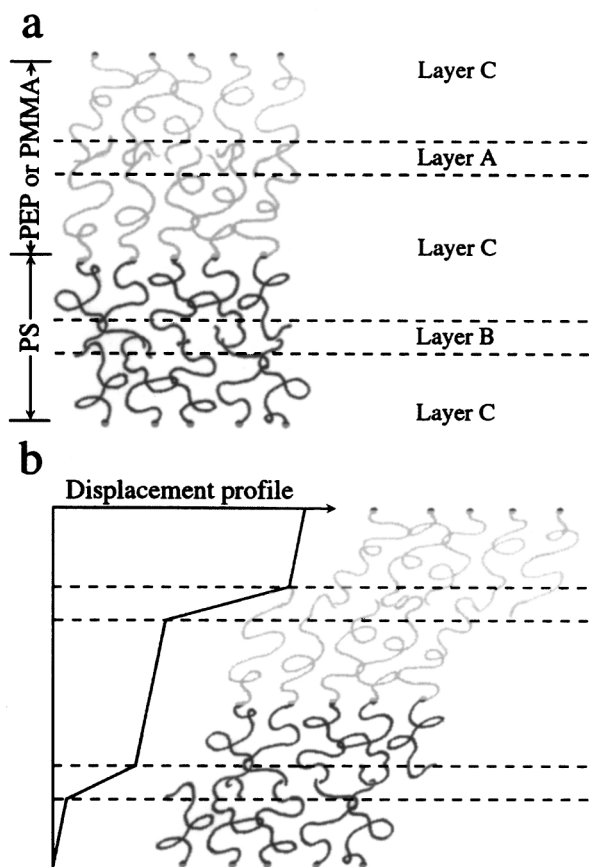 a
PEP or PMMA
Layer C
Layer A
Layer C
PS
Layer B
Layer C
b
Displacement profile